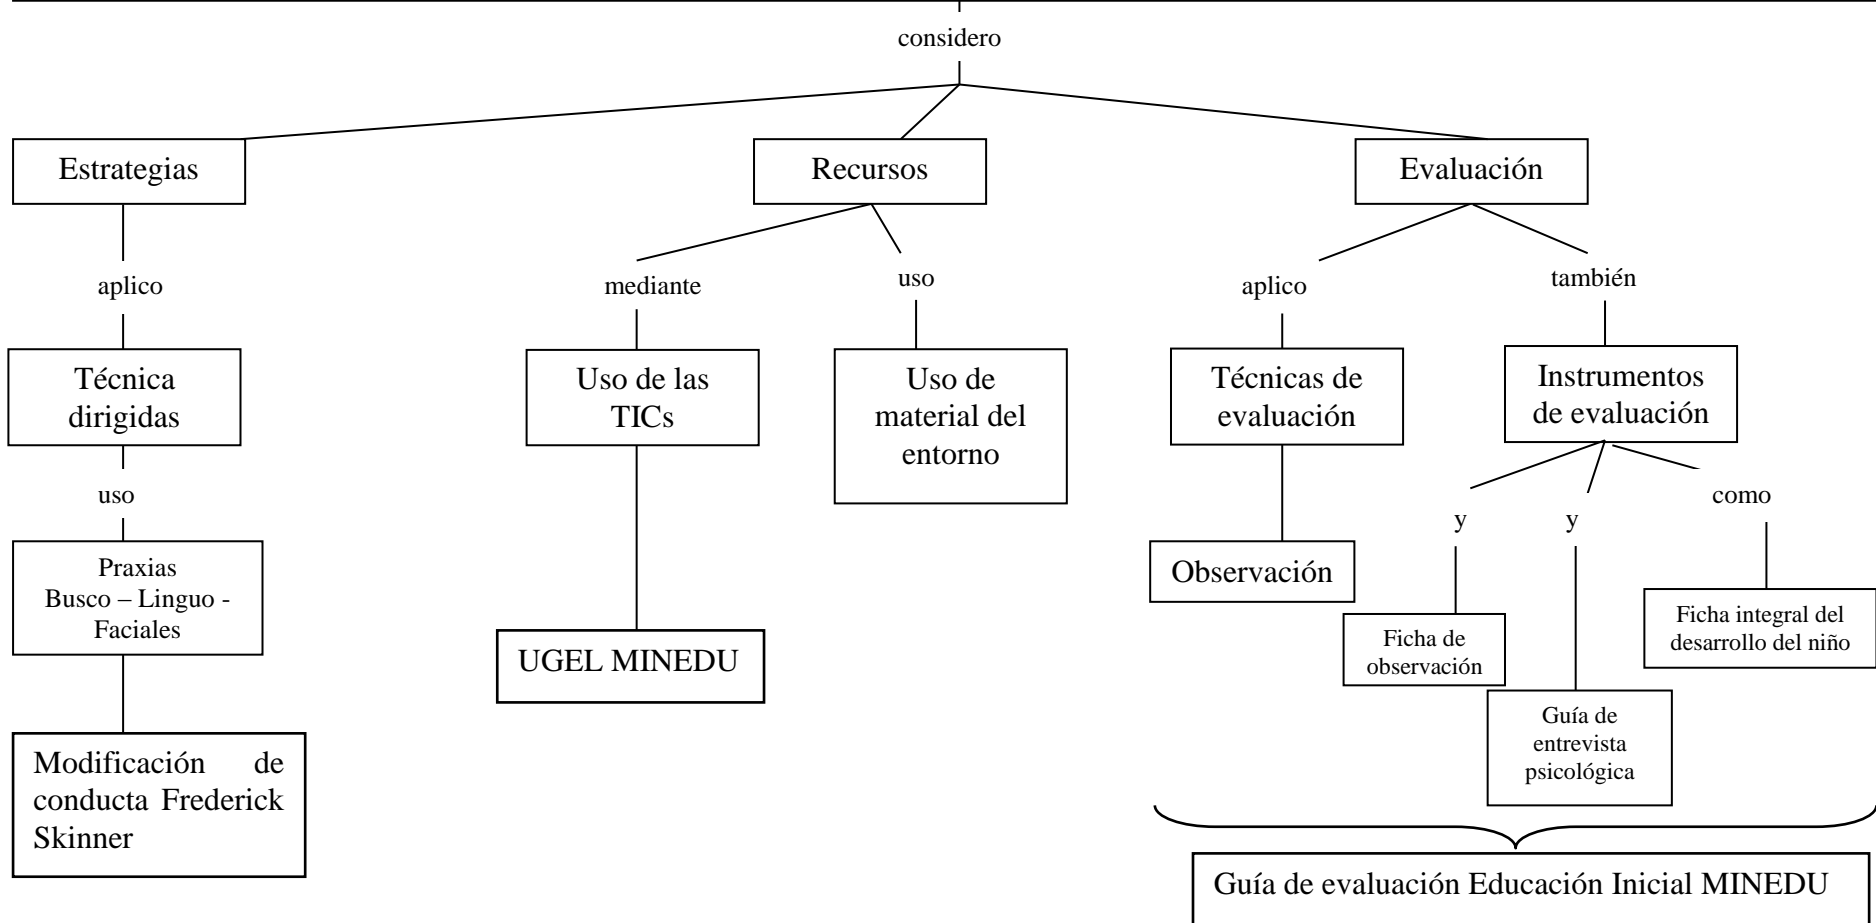 considero
Estrategias
Recursos
Evaluación
aplico
mediante
uso
aplico
también
Técnica
dirigidas
Uso de las
TICs
Uso de
material del
entorno
Técnicas de
evaluación
Instrumentos
de evaluación
uso
y
y
como
Praxias
Busco – Linguo -
Faciales
Observación
Ficha de
observación
Ficha integral del
desarrollo del niño
UGEL MINEDU
Guía de
entrevista
psicológica
Modificación de
conducta Frederick
Skinner
Guía de evaluación Educación Inicial MINEDU